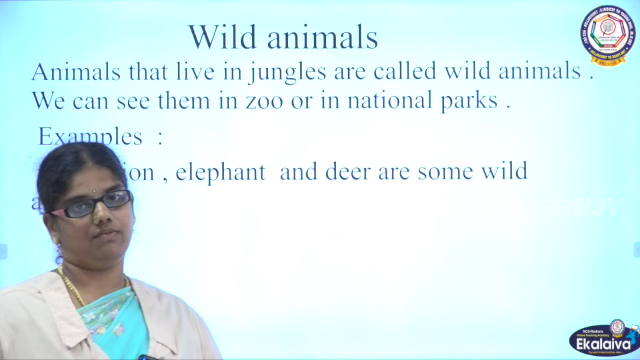 Wild animals
Animals that live in jungles are called wild animals .
We can see them in zoo or in national parks .
Examples :
ion , elephant and deer are some wild
a
Ekalaiva